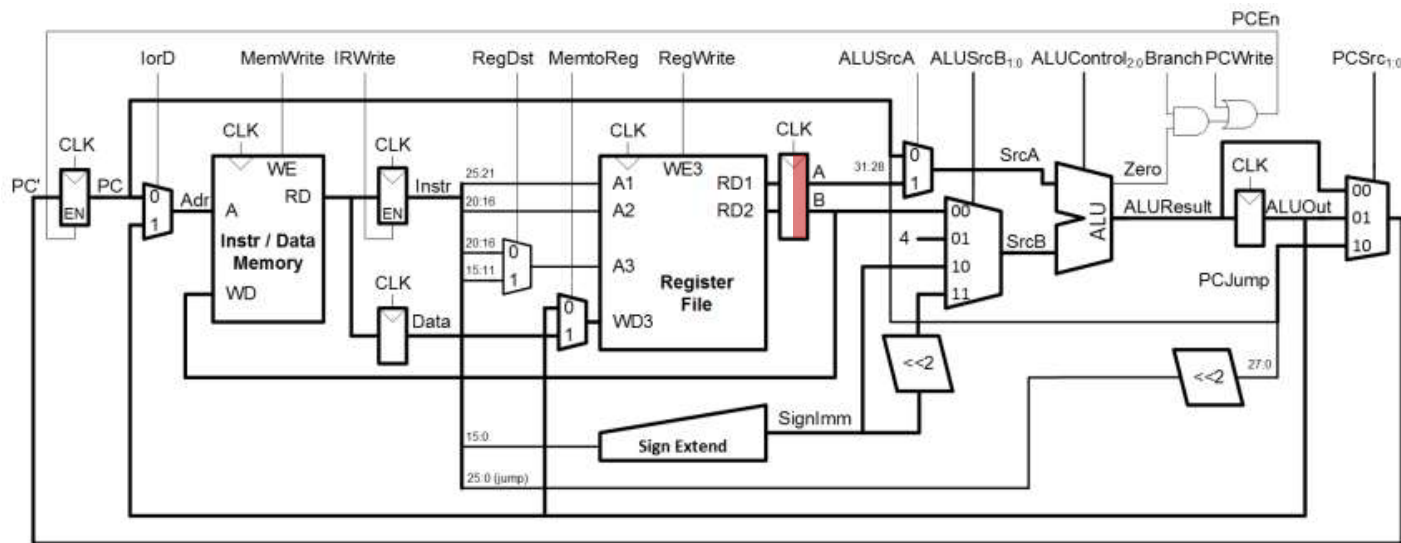 PCEn
IorD MemWrite IRWrite RegDst MemtoReg RegWrite ALUSrcA ALUSrcB1:0 ALUControl2:0 Branch PCWrite PCSrc1:0
CLK CLK CLK CLK CLK
31:28
PC' EN PC 0 1 Adr
WE A RD Instr / Data Memory WD
EN Instr
CLK Data
25:21
20:16
20:16 0
15:11 1
0 1
WE3 A1 RD1 A2 RD2 A3 Register File WD3
A
B
0 1 SrcA
00
4 01 SrcB
10
11
ALU Zero
ALUResult CLK ALUOut
00
01
10
PCJump
<<2
<<2 27:0
SignImm
15:0 Sign Extend
25:0 (jump)